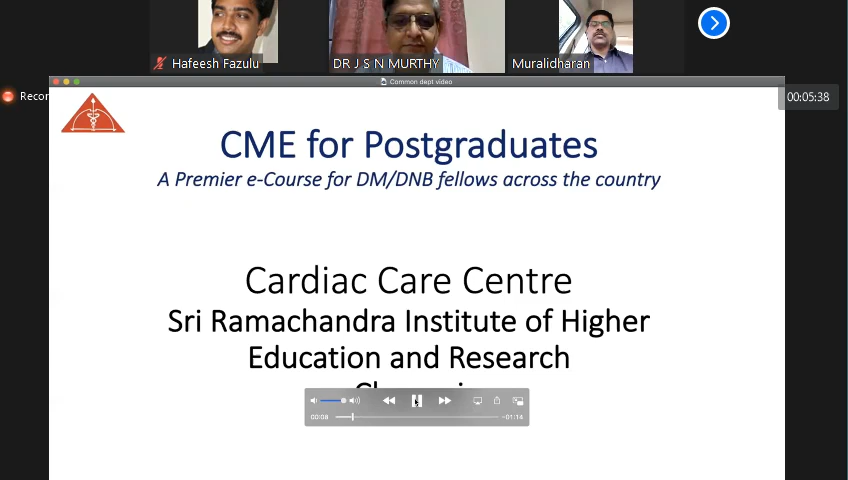 Hafeesh Fazulu
DR J S N MURTHY
Muralidharan
Common dept video
Recor
00:05:38
CME for Postgraduates
A Premier e-Course for DM/DNB fellows across the country
Cardiac Care Centre
Sri Ramachandra Institute of Higher
Education and Research
00:08
-01:14